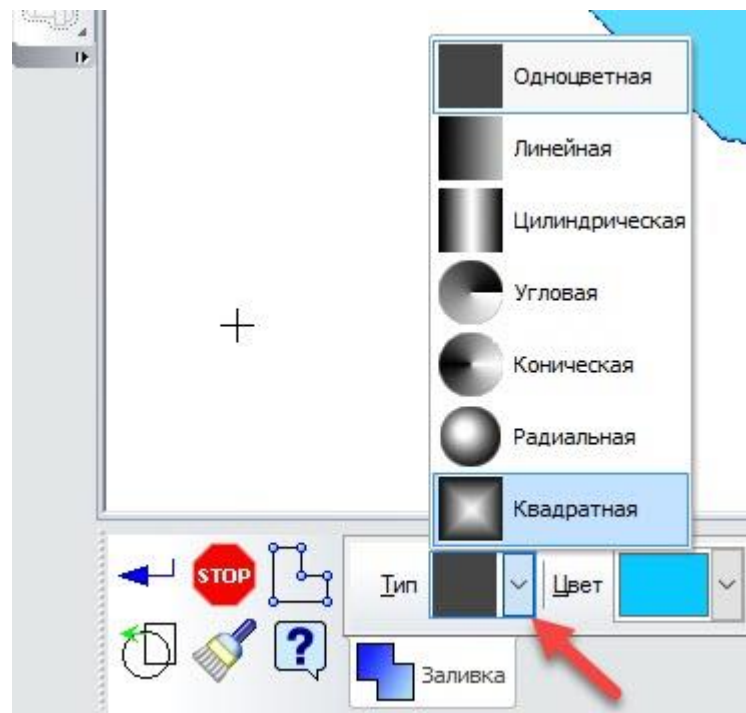 Одноцветная
Линейная
Цилиндрическая
Угловая
Коническая
Радиальная
Квадратная
STOP
Тип
Цвет
?
Заливка